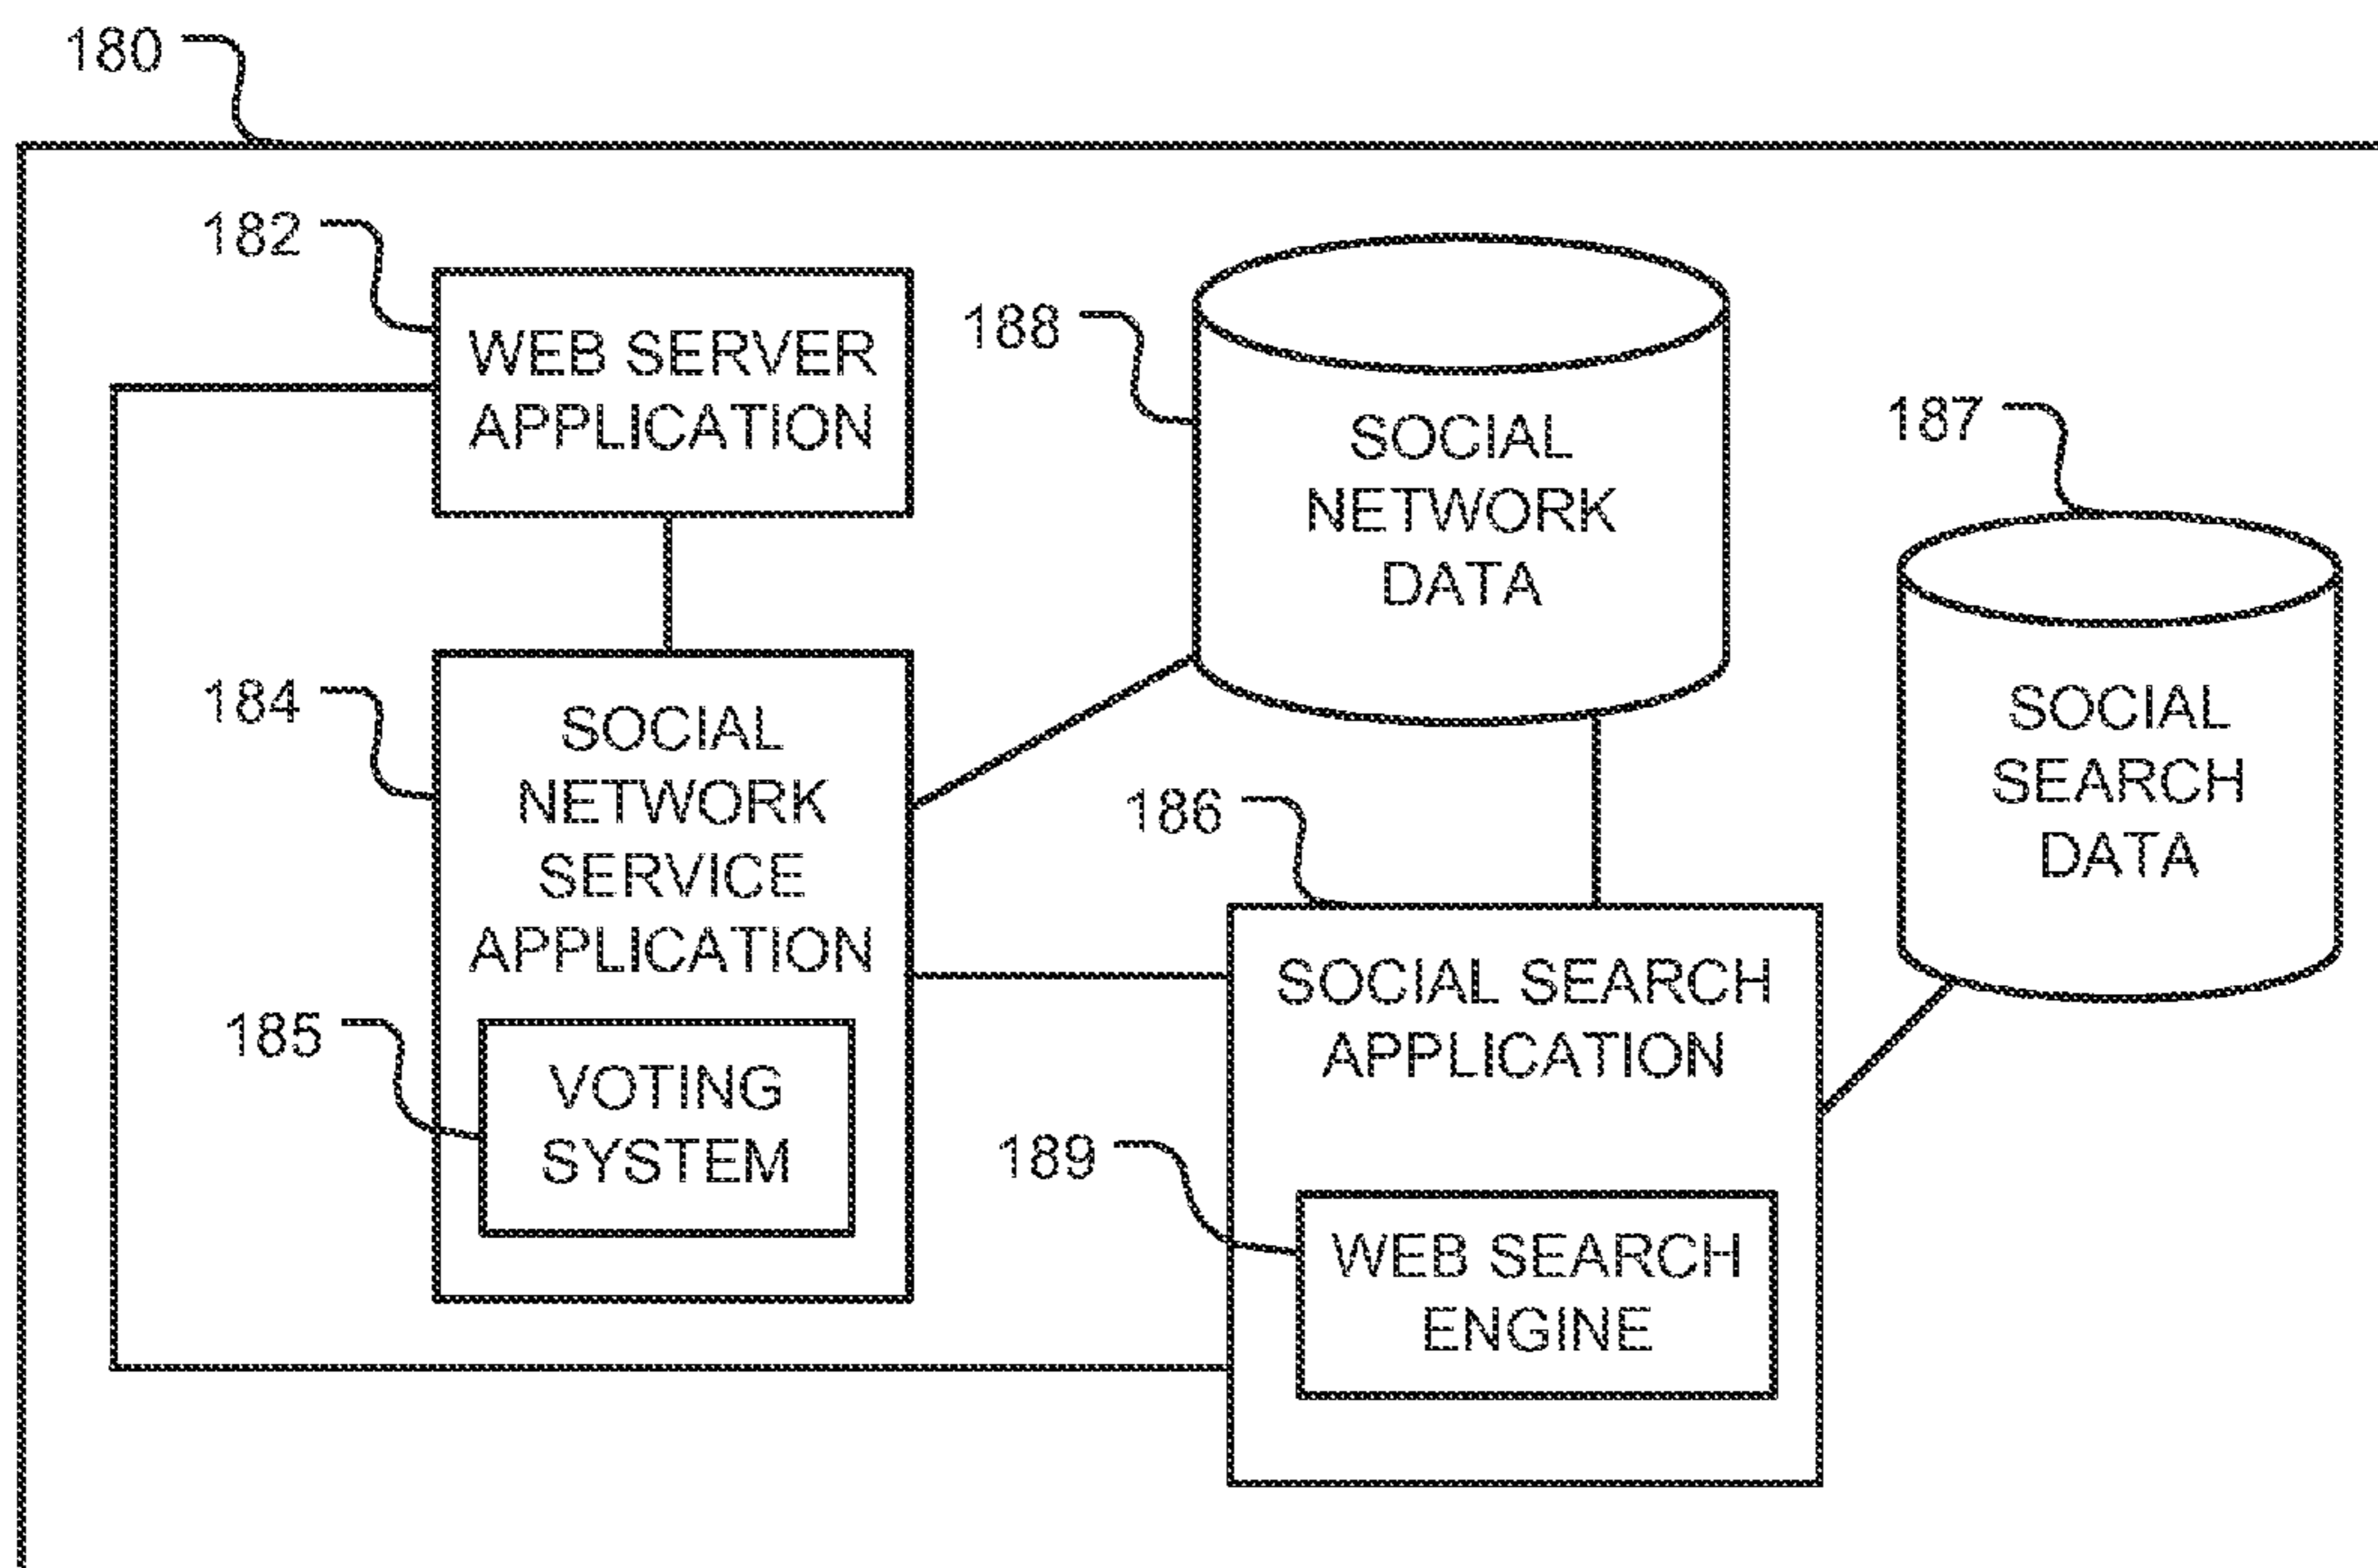 180
182
WEB SERVER
APPLICATION
188
SOCIAL
NETWORK
DATA
187
SOCIAL
SEARCH
DATA
184
SOCIAL
NETWORK
SERVICE
APPLICATION
185
VOTING
SYSTEM
186
SOCIAL SEARCH
APPLICATION
189
WEB SEARCH
ENGINE